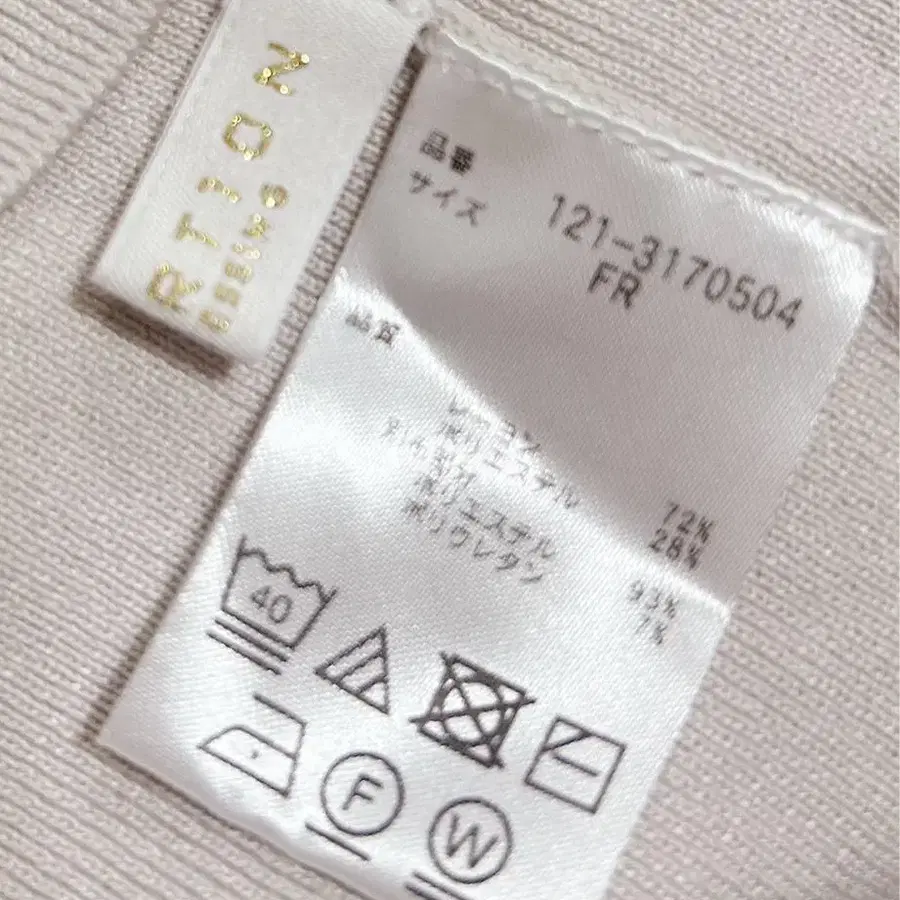 RTION
品番 121-3170504
サイズ FR
品質
レーヨン 72%
ポリエステル 28%
ポリエステル 93%
ポリウレタン 7%
40
F
W